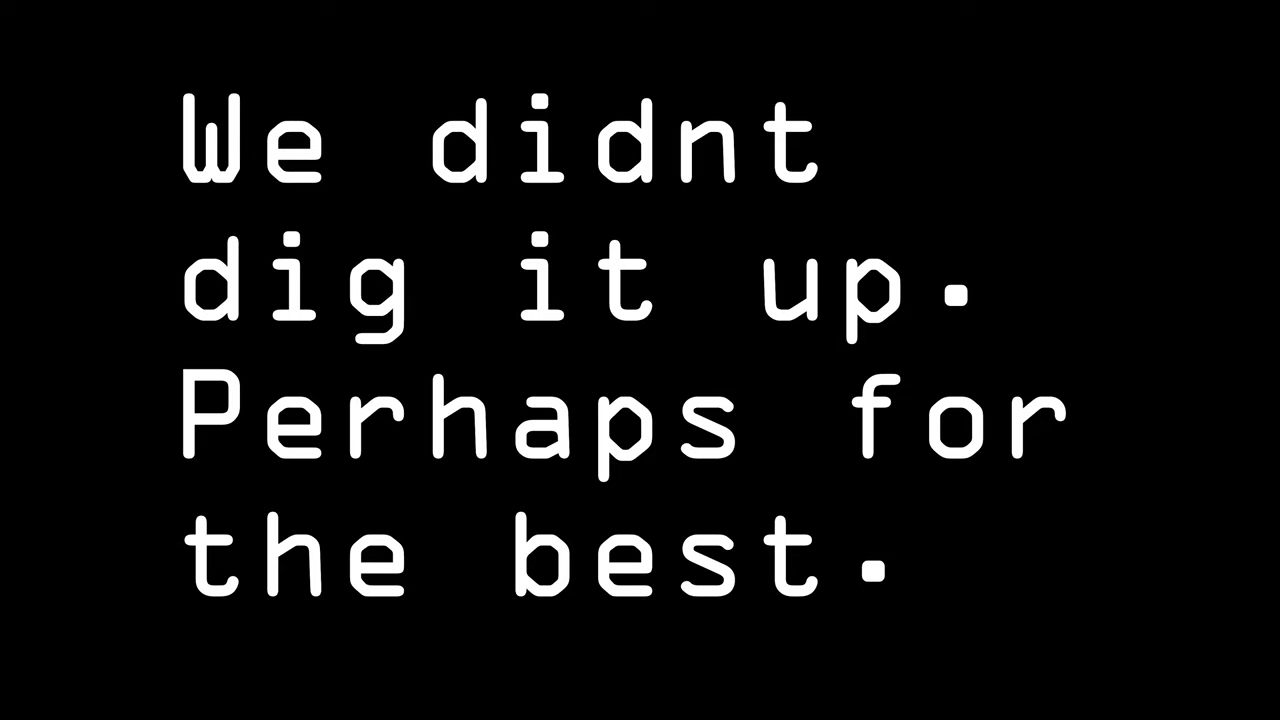 We didnt
dig it up.
Perhaps for
the best.